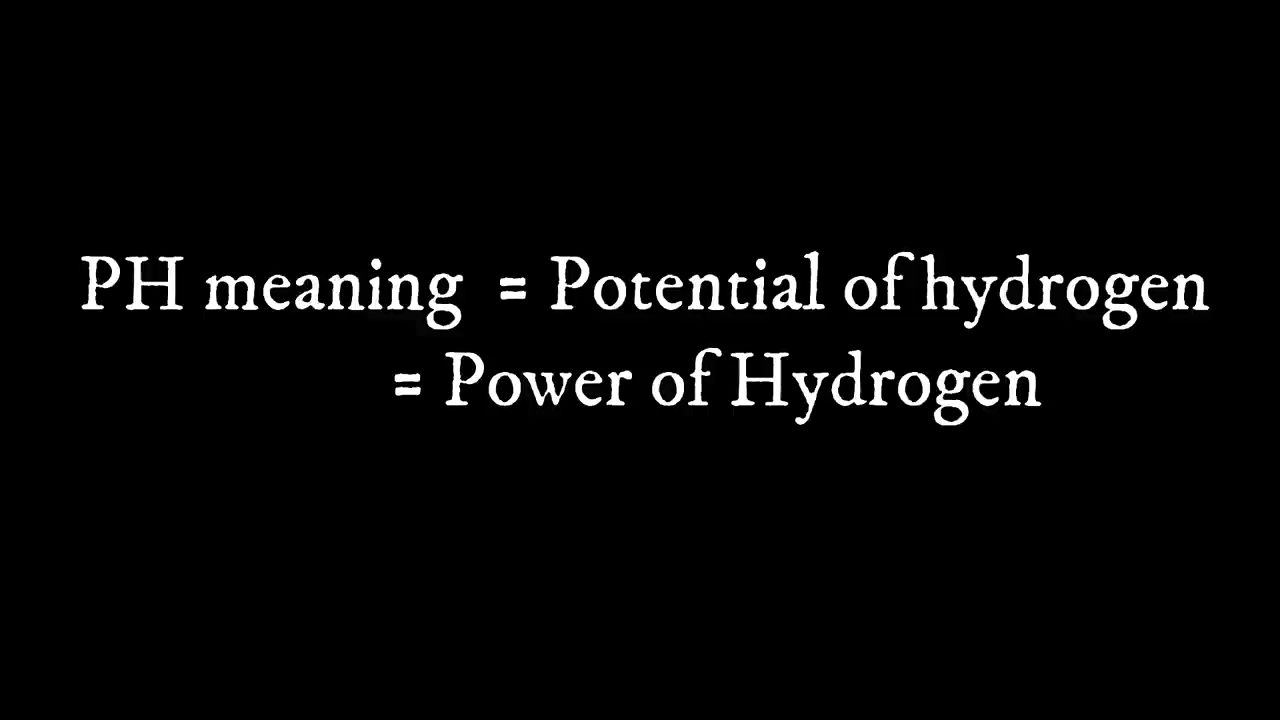 PH meaning = Potential of hydrogen
= Power of Hydrogen